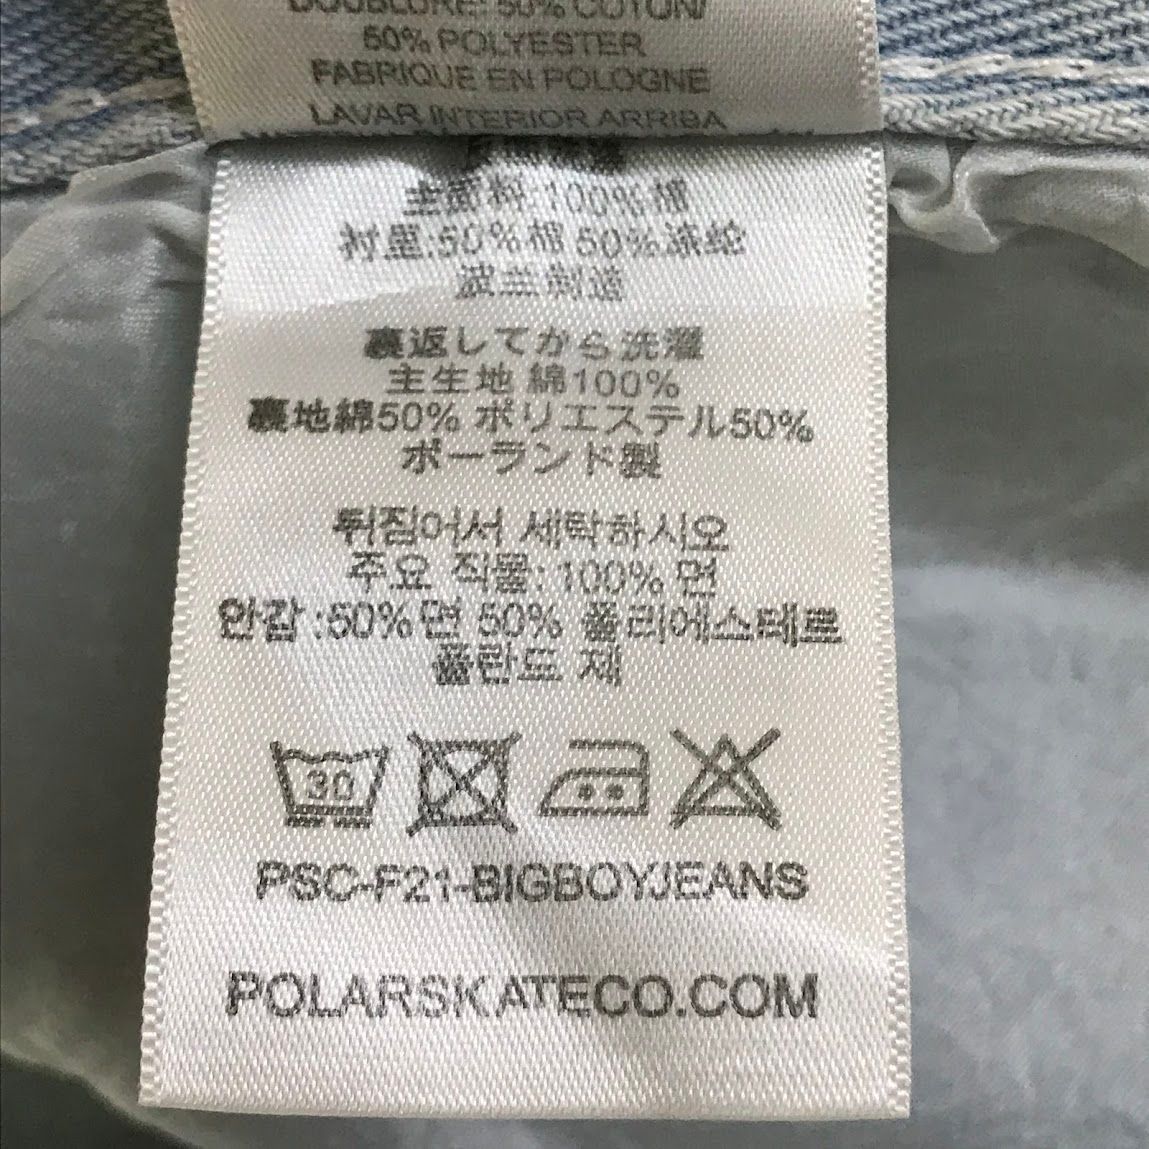 DOUBLURE: 50% COTON/
50% POLYESTER
FABRIQUE EN POLOGNE
LAVAR INTERIOR ARRIBA
主面料:100%棉
衬里:50%棉 50%涤纶
波兰制造
裏返してから洗濯
主生地 綿100%
裏地綿50% ポリエステル50%
ポーランド製
뒤짐어서 세탁하시오
주요 직물: 100% 면
안감 :50%면 50% 폴리에스테르
폴란드 제
30
PSC-F21-BIGBOYJEANS
POLARSKATECO.COM